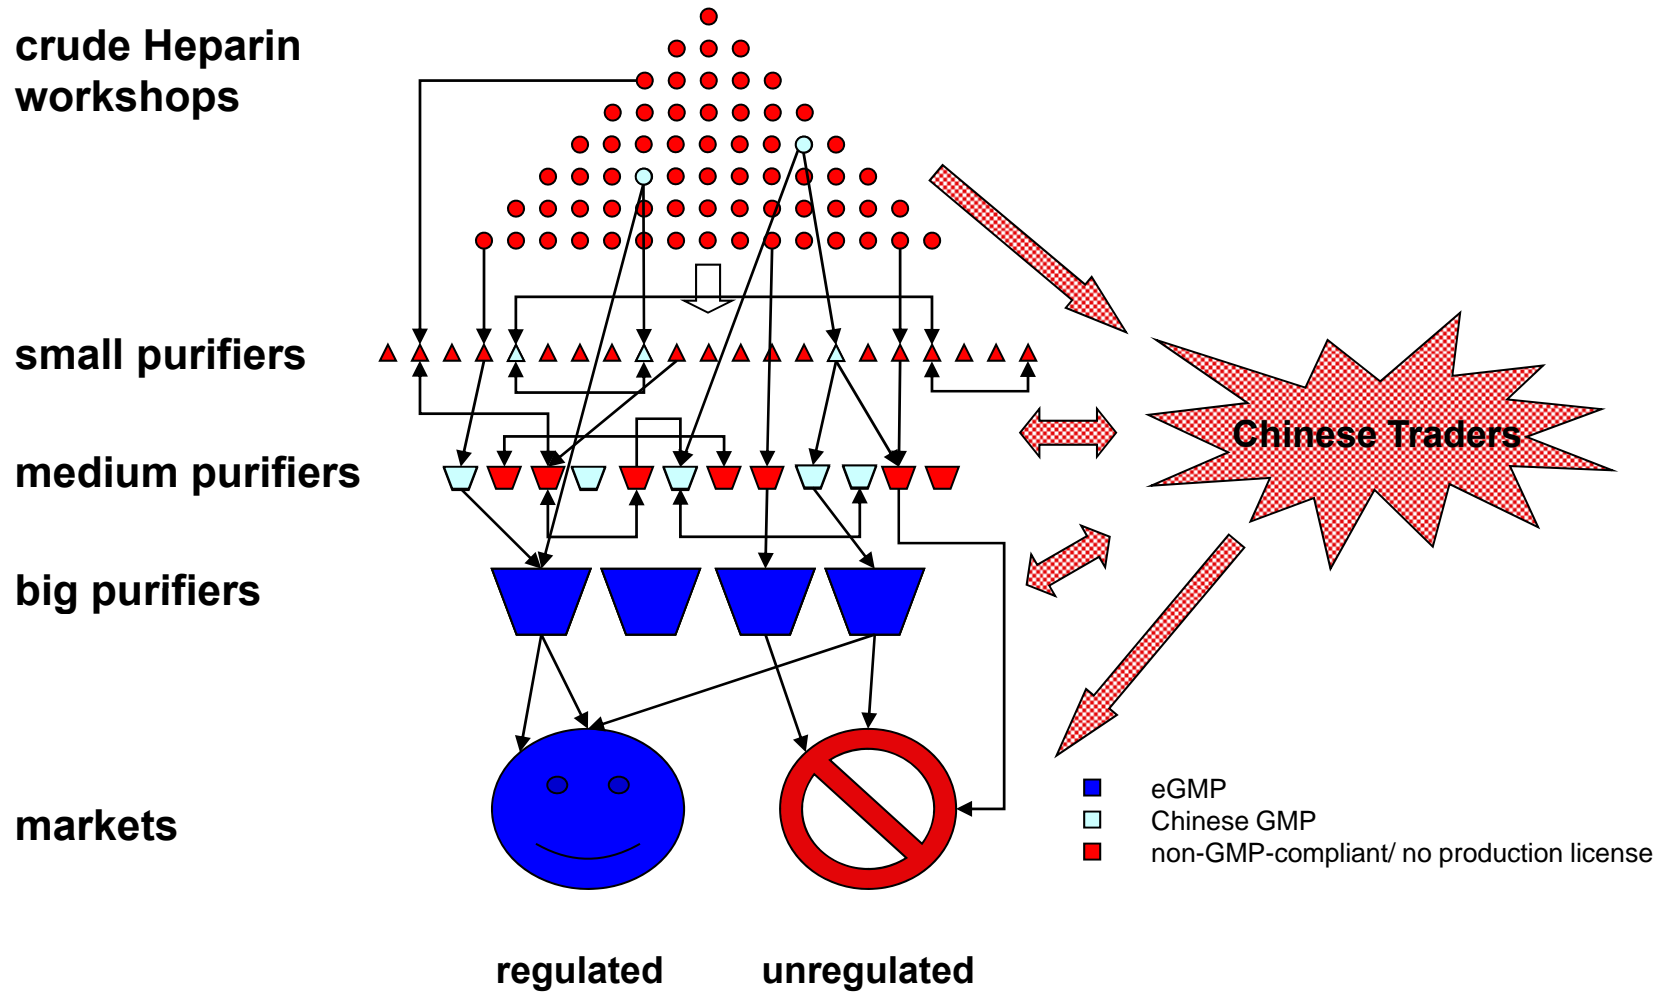 crude Heparin
workshops
small purifiers
Chinese Traders
medium purifiers
big purifiers
markets
eGMP
Chinese GMP
non-GMP-compliant/ no production license
regulated
unregulated